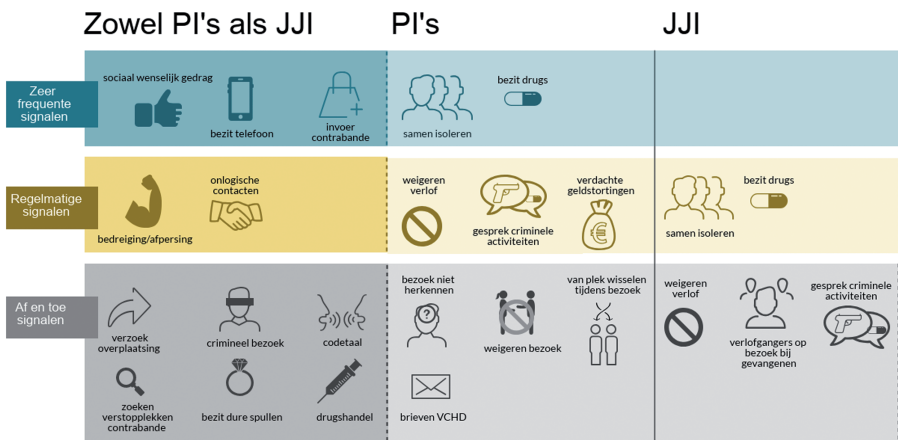 Zowel PI's als JJI
PI's
JJI
Zeer
frequente
signalen
sociaal wenselijk gedrag
bezit telefoon
invoer
contrabande
samen isoleren
bezit drugs
Regelmatige
signalen
bedreiging/afpersing
onlogische
contacten
weigeren
verlof
gesprek criminele
activiteiten
verdachte
geldstortingen
€
samen isoleren
bezit drugs
Af en toe
signalen
verzoek
overplaatsing
crimineel bezoek
codetaal
zoeken
verstopplekken
contrabande
bezit dure spullen
drugshandel
bezoek niet
herkennen
?
weigeren bezoek
van plek wisselen
tijdens bezoek
brieven VCHD
weigeren
verlof
verlofgangers op
bezoek bij
gevangenen
gesprek criminele
activiteiten